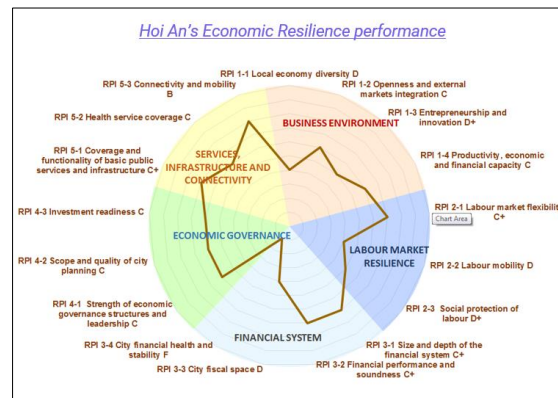 Hoi An's Economic Resilience performance
RPI 1-1 Local economy diversity D
RPI 1-2 Openness and external
markets integration C
RPI 1-3 Entrepreneurship and
innovation D+
RPI 1-4 Productivity, economic
and financial capacity C
RPI 2-1 Labour market flexibility
C+
Chart Area
RPI 2-2 Labour mobility D
RPI 2-3 Social protection of
labour D+
RPI 3-1 Size and depth of the
financial system C+
RPI 3-2 Financial performance and
soundness C+
RPI 3-3 City fiscal space D
RPI 3-4 City financial health and
stability F
RPI 4-1 Strength of economic
governance structures and
leadership C
RPI 4-2 Scope and quality of city
planning C
RPI 4-3 Investment readiness C
RPI 5-1 Coverage and
functionality of basic public
services and infrastructure C+
RPI 5-2 Health service coverage C
RPI 5-3 Connectivity and mobility
B
BUSINESS ENVIRONMENT
LABOUR MARKET
RESILIENCE
FINANCIAL SYSTEM
ECONOMIC GOVERNANCE
SERVICES,
INFRASTRUCTURE AND
CONNECTIVITY